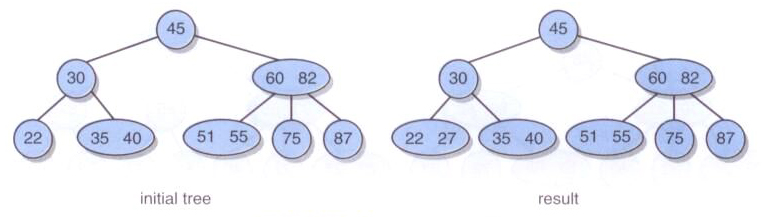 45 45
30 60 82 30 60 82
22 35 40 51 55 75 87 22 27 35 40 51 55 75 87
initial tree result